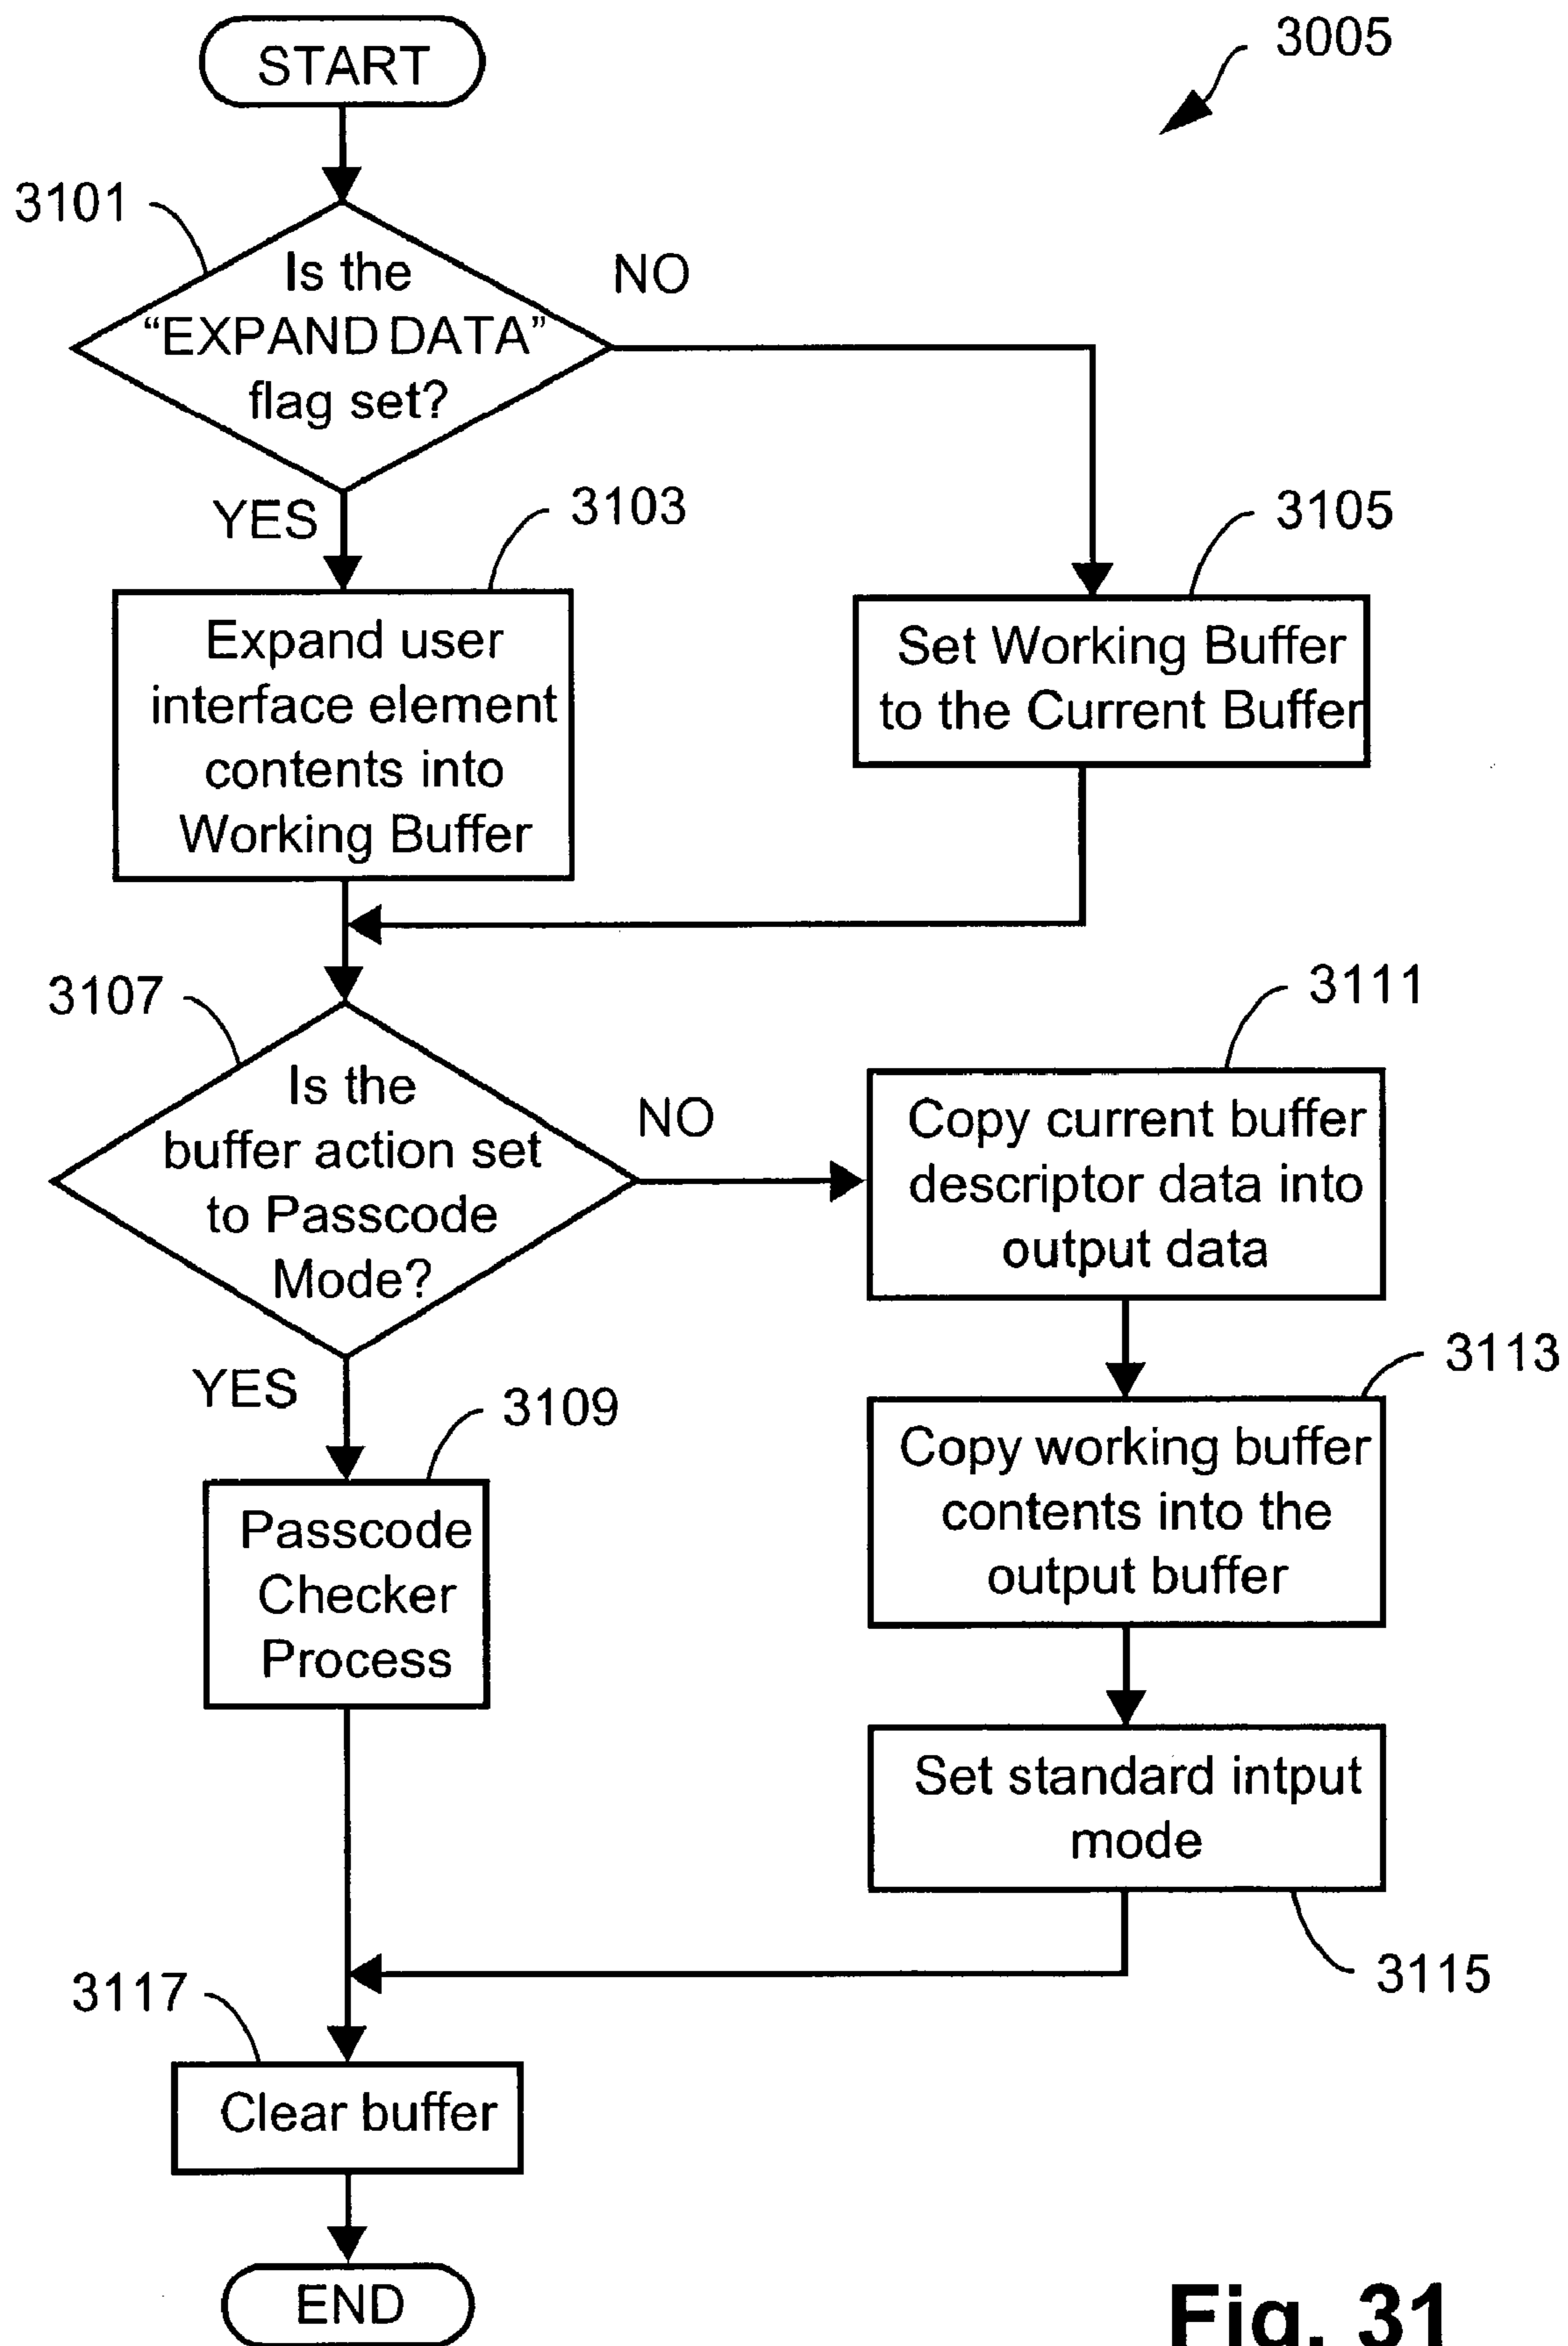 START
3005
3101
Is the
“EXPAND DATA”
flag set?
NO
YES
3103
3105
Expand user
interface element
contents into
Working Buffer
Set Working Buffer
to the Current Buffer
3107
Is the
buffer action set
to Passcode
Mode?
NO
3111
Copy current buffer
descriptor data into
output data
YES
3109
3113
Copy working buffer
contents into the
output buffer
Passcode
Checker
Process
Set standard intput
mode
3115
3117
Clear buffer
END
Fig. 31